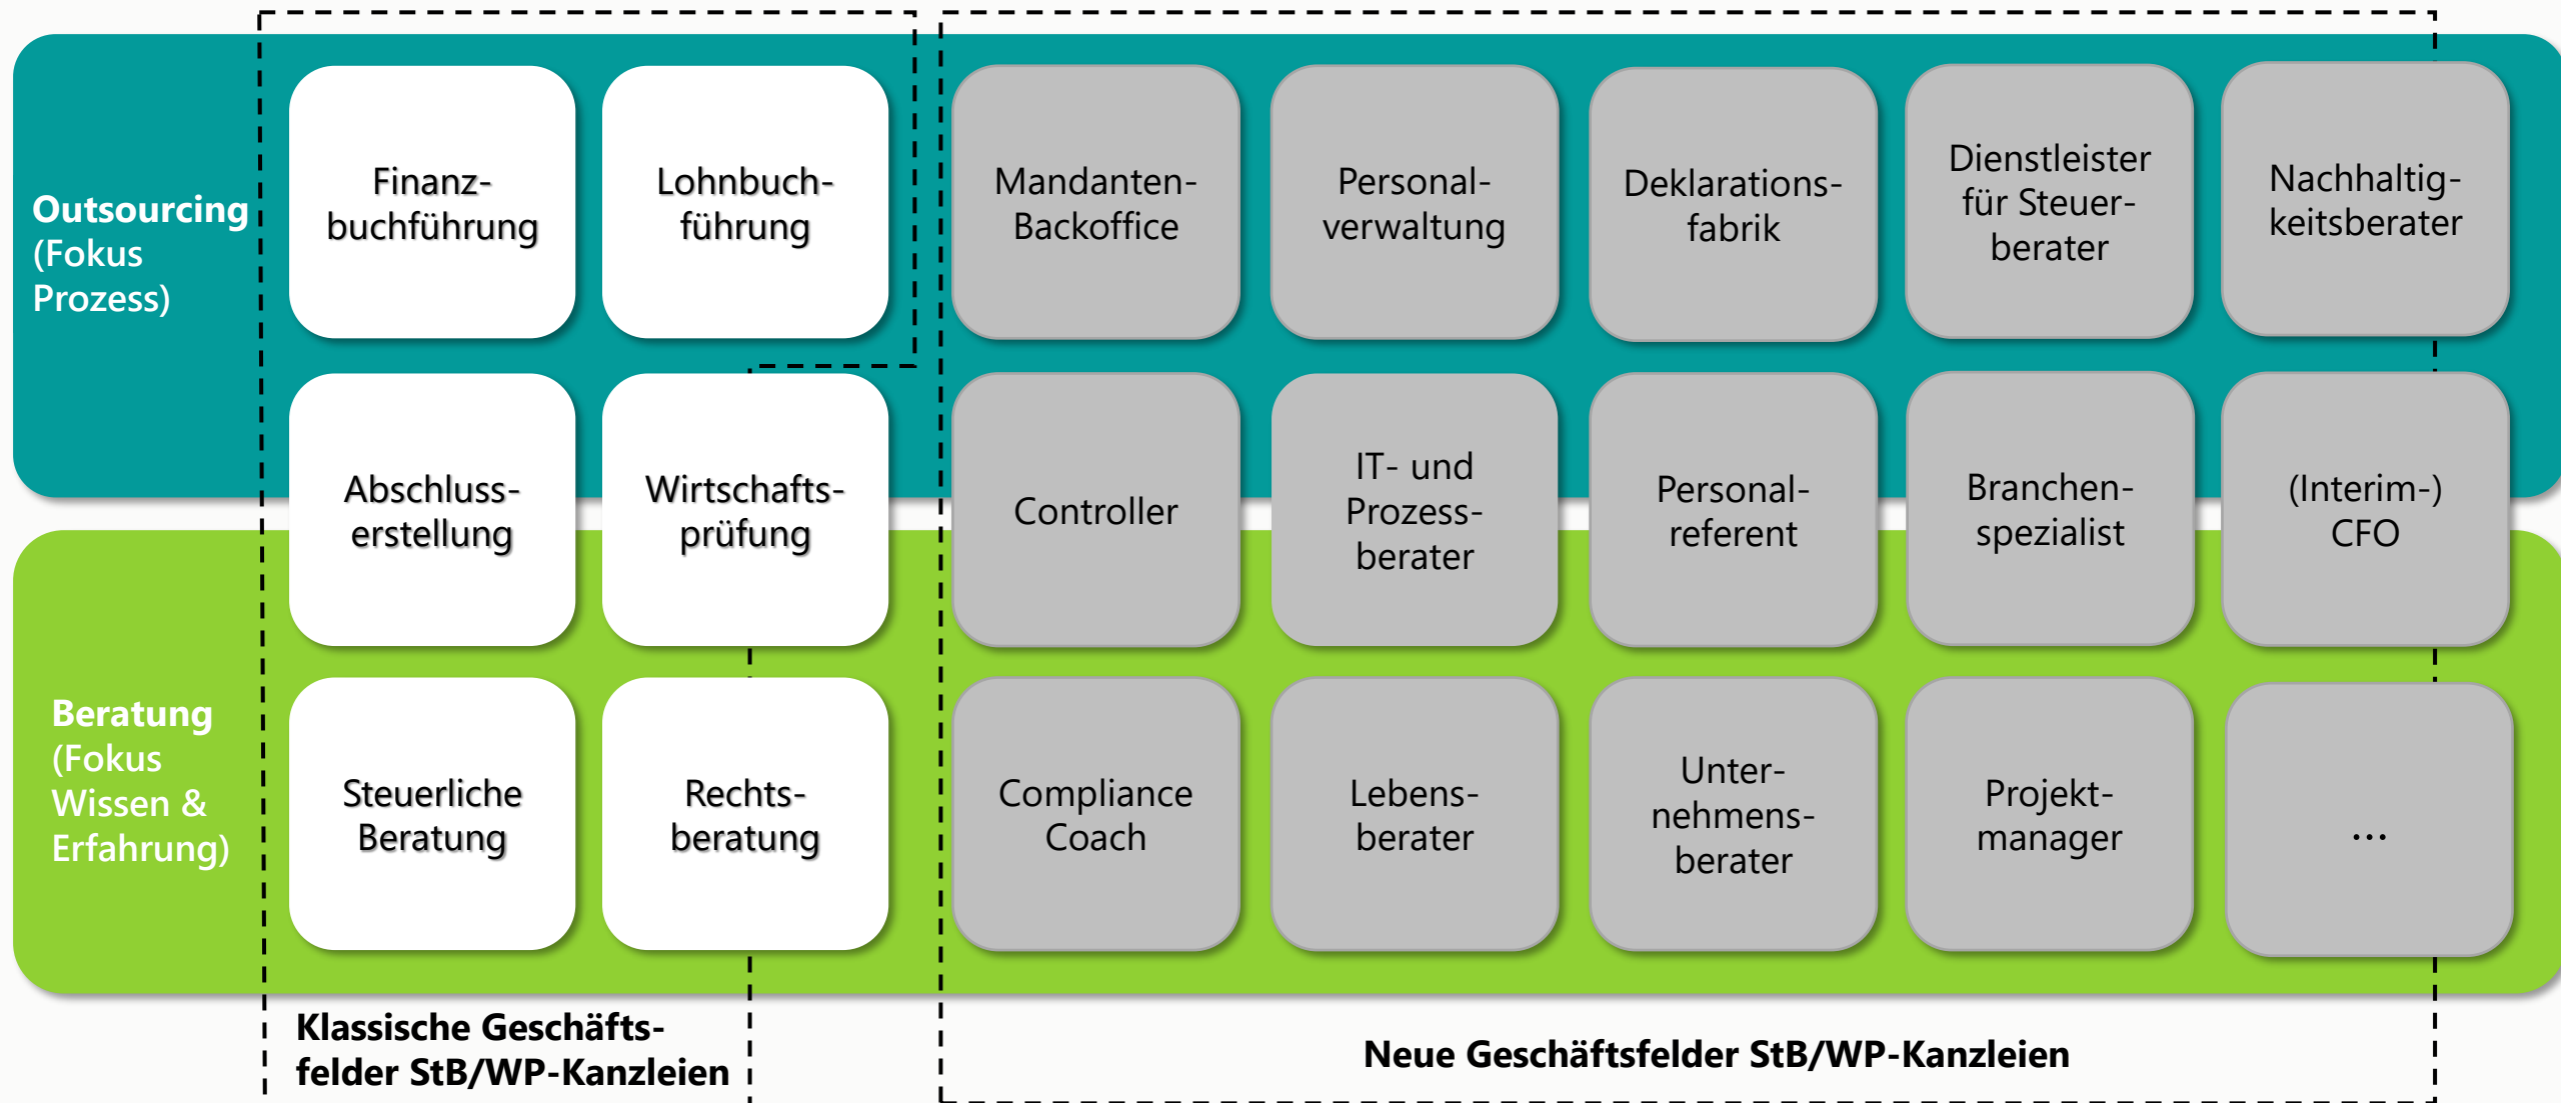 Outsourcing
(Fokus
Prozess)
Finanz-
buchführung
Lohnbuch-
führung
Mandanten-
Backoffice
Personal-
verwaltung
Deklarations-
fabrik
Dienstleister
für Steuer-
berater
Nachhaltig-
keitsberater
Abschluss-
erstellung
Wirtschafts-
prüfung
Controller
IT- und
Prozess-
berater
Personal-
referent
Branchen-
spezialist
(Interim-)
CFO
Beratung
(Fokus
Wissen &
Erfahrung)
Steuerliche
Beratung
Rechts-
beratung
Compliance
Coach
Lebens-
berater
Unter-
nehmens-
berater
Projekt-
manager
...
Klassische Geschäfts-
felder StB/WP-Kanzleien
Neue Geschäftsfelder StB/WP-Kanzleien